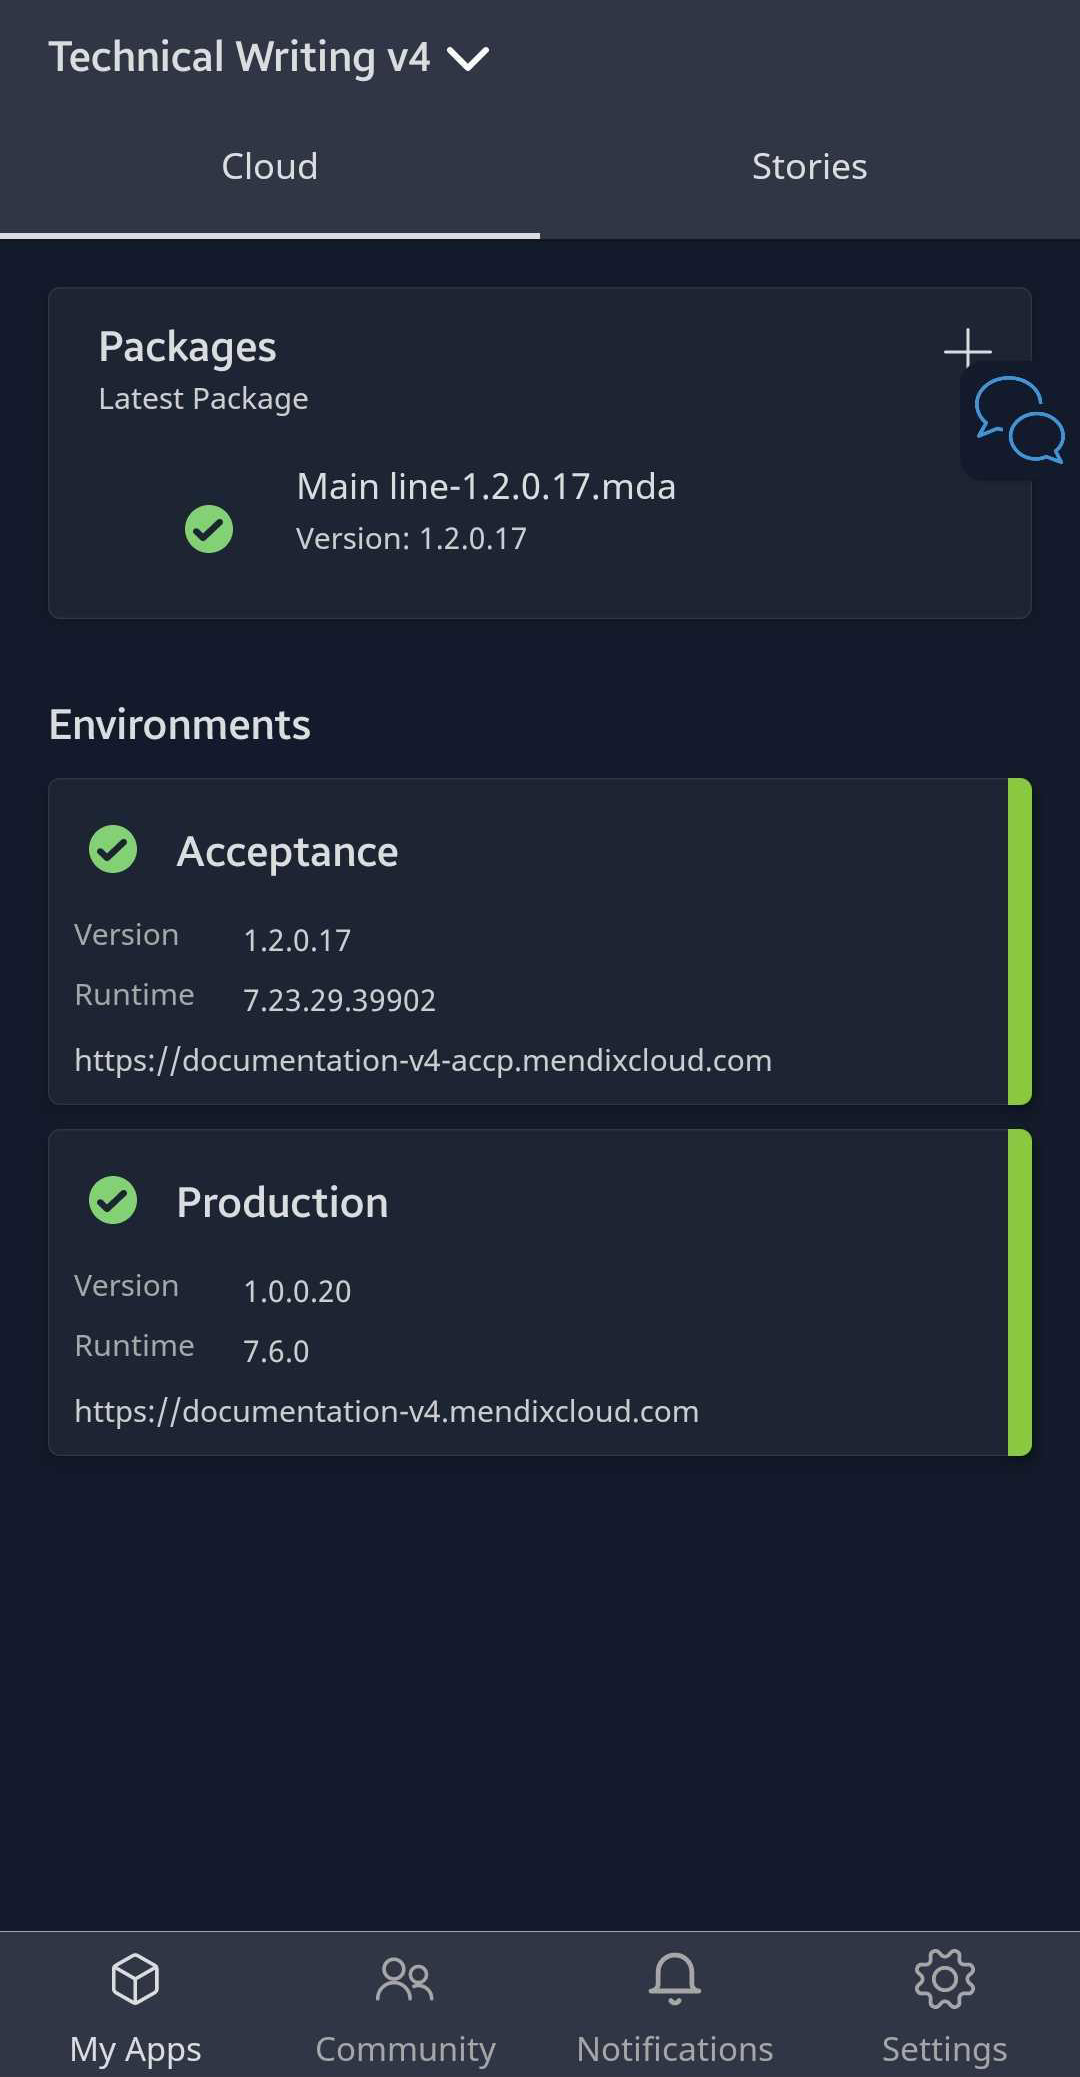 Technical Writing v4
Cloud
Stories
Packages
Latest Package
Main line-1.2.0.17.mda
Version: 1.2.0.17
Environments
Acceptance
Version 1.2.0.17
Runtime 7.23.29.39902
https://documentation-v4-accp.mendixcloud.com
Production
Version 1.0.0.20
Runtime 7.6.0
https://documentation-v4.mendixcloud.com
My Apps
Community
Notifications
Settings